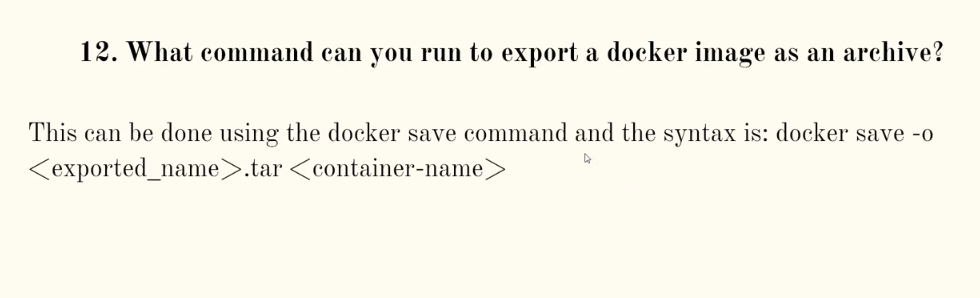 12. What command can you run to export a docker image as an archive?
This can be done using the docker save command and the syntax is: docker save -o
<exported_name>.tar <container-name>